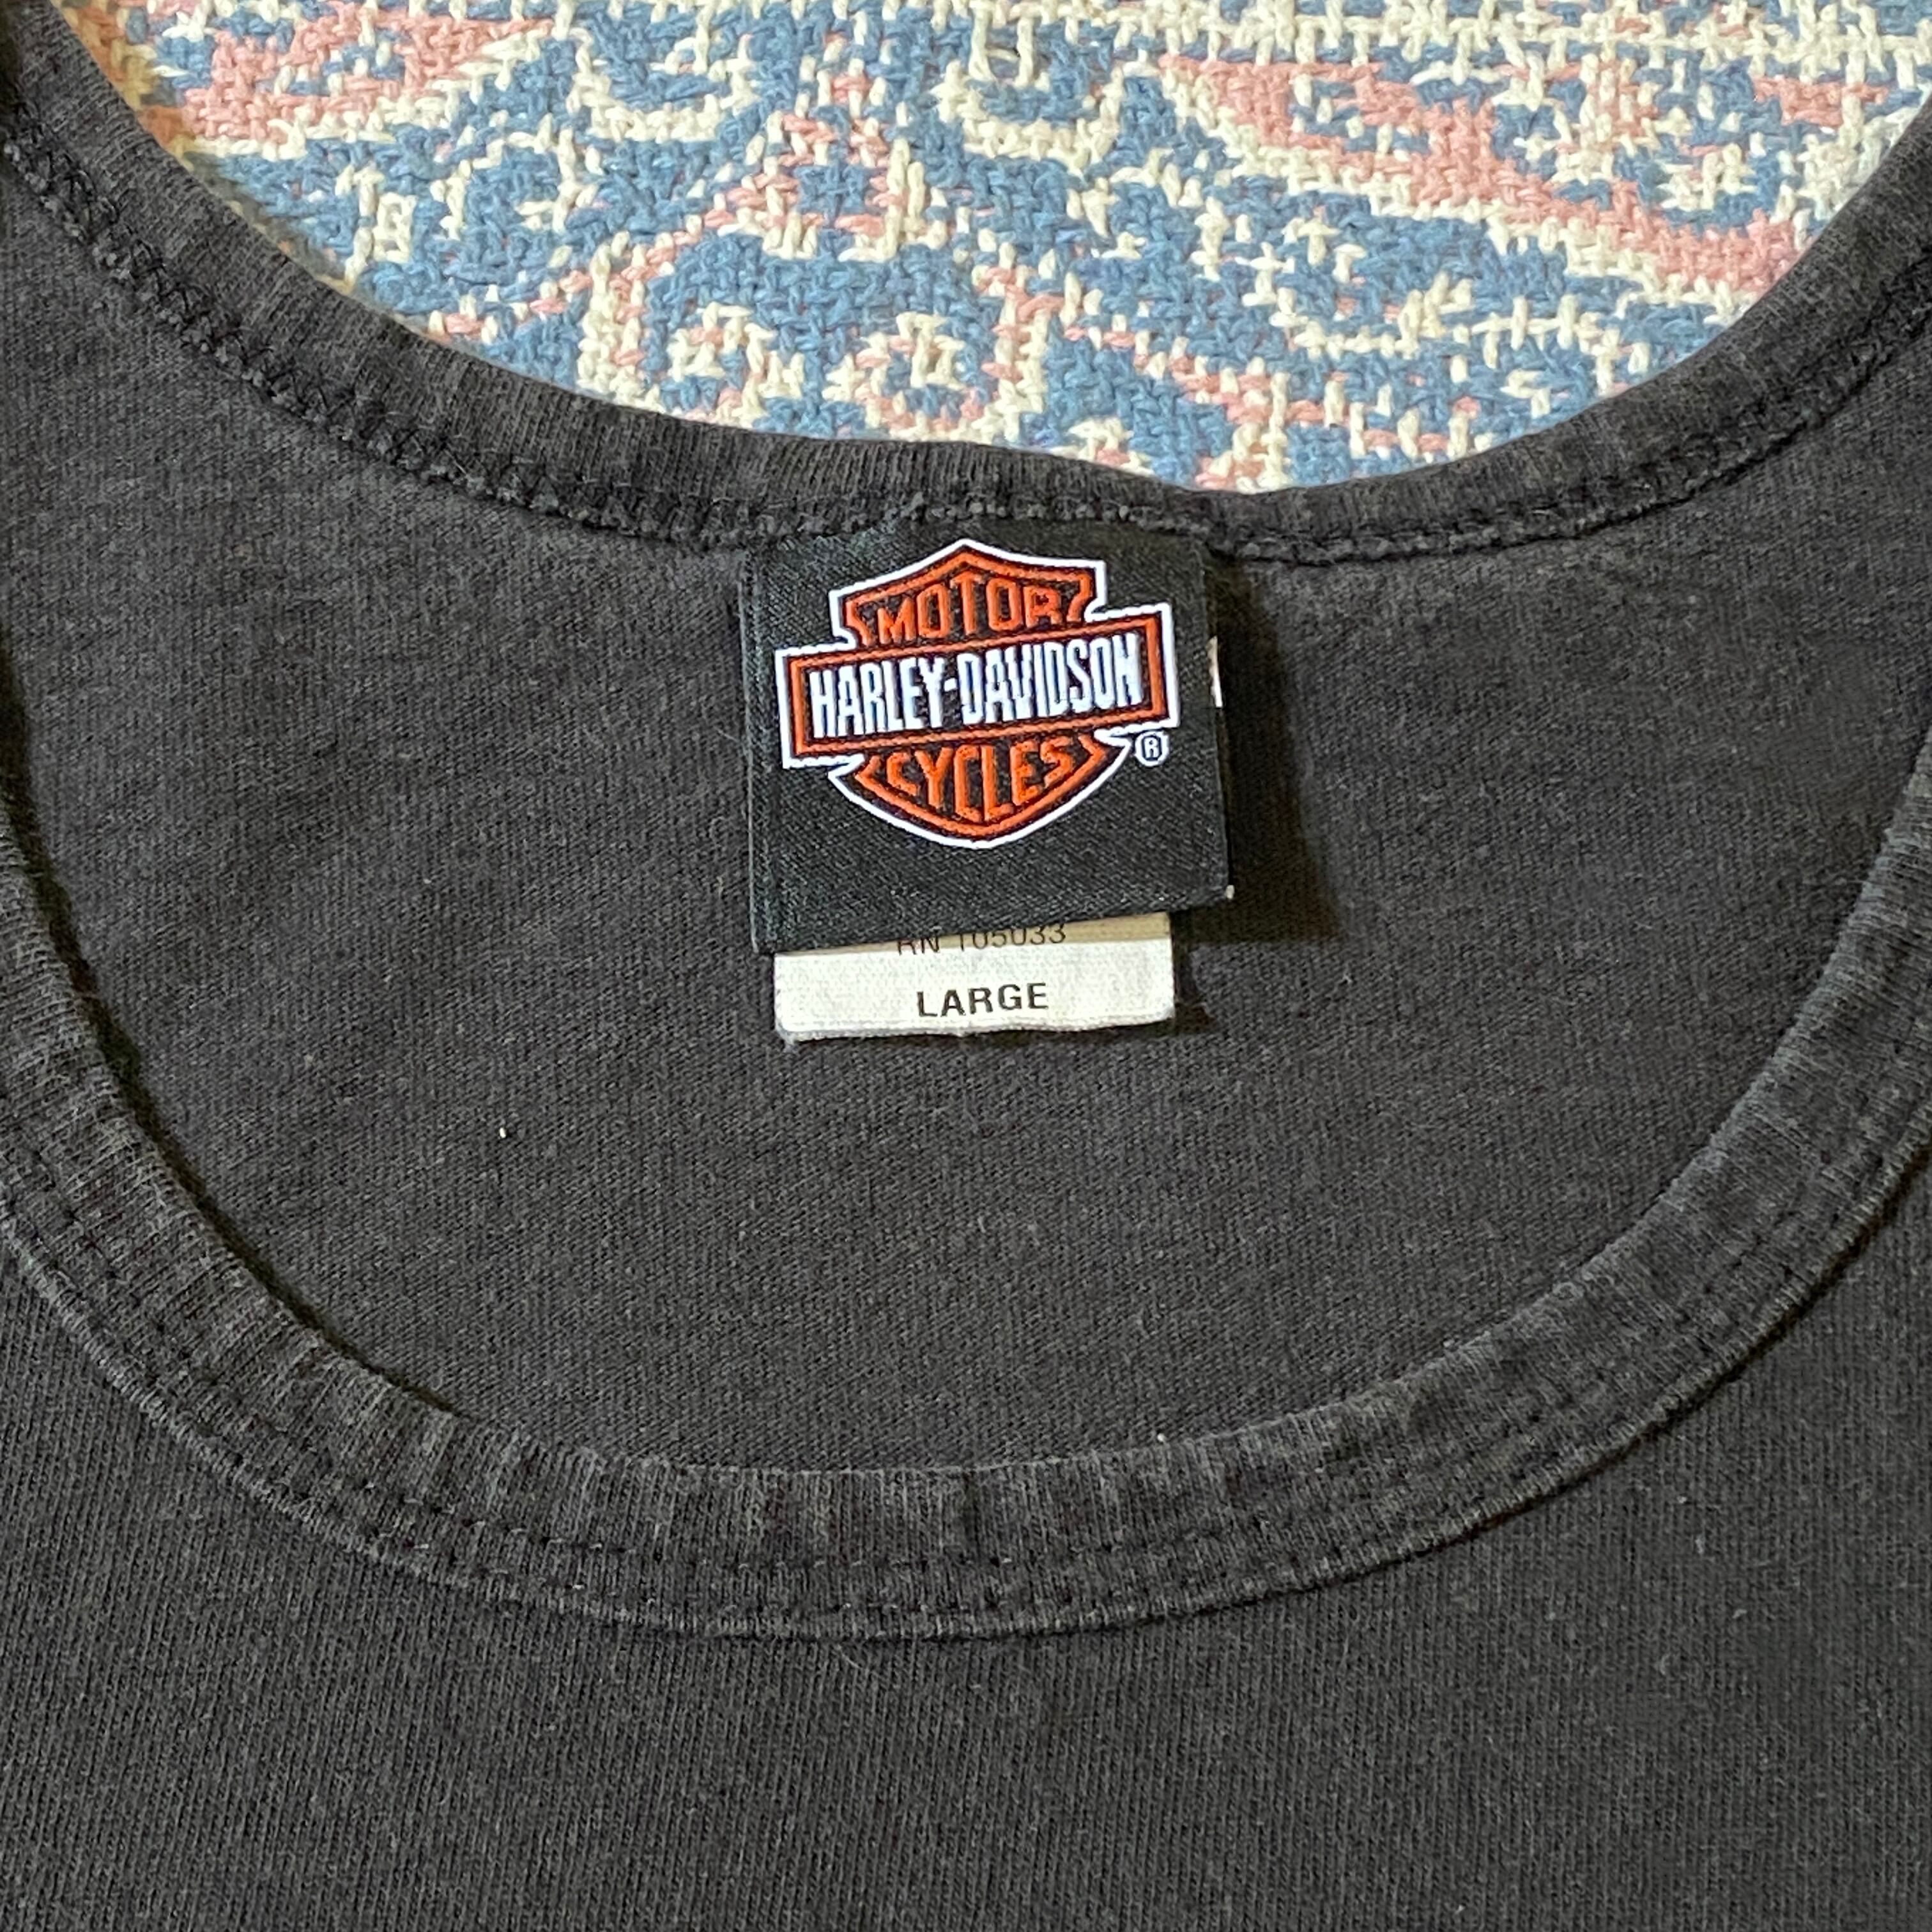 MOTOR
HARLEY-DAVIDSON
CYCLES
®
RN 105033
LARGE